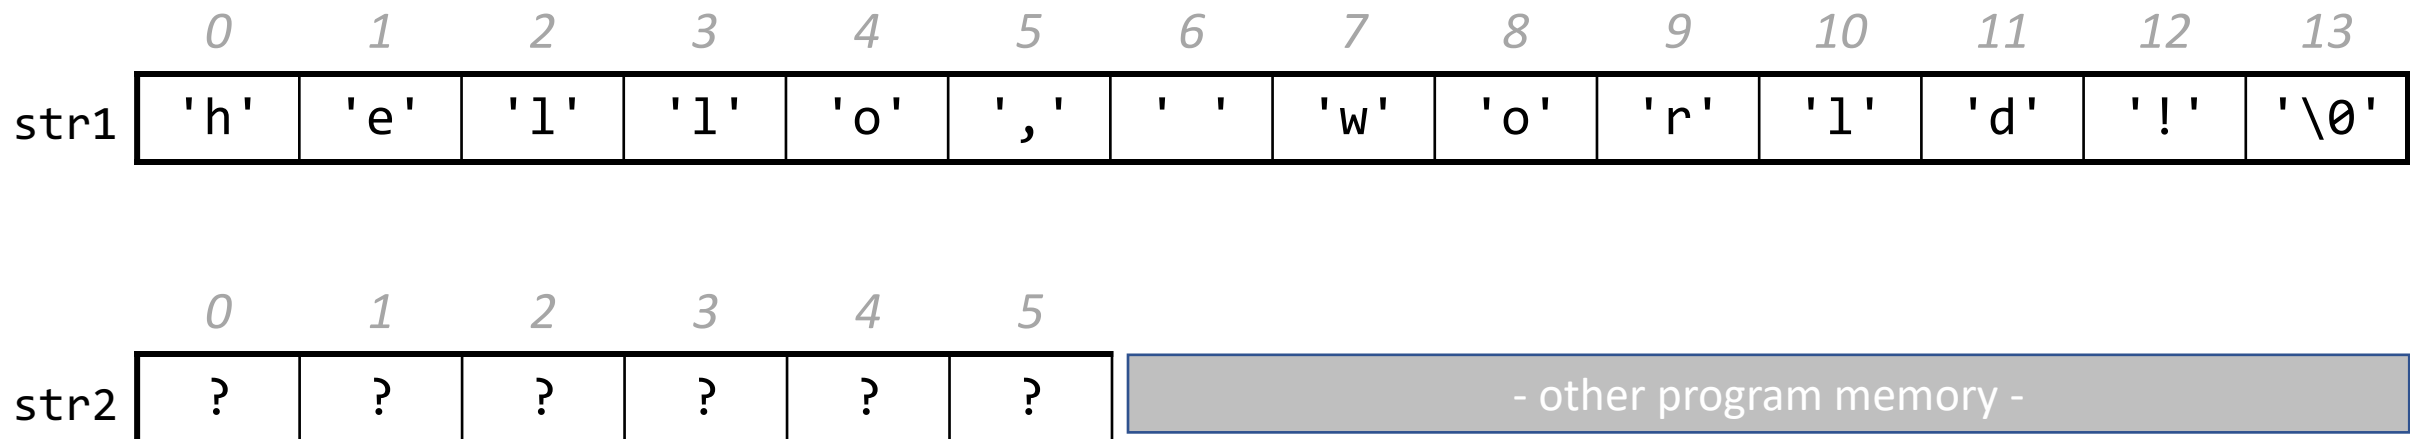 0 1 2 3 4 5 6 7 8 9 10 11 12 13
str1 'h' 'e' 'l' 'l' 'o' ',' ' ' 'w' 'o' 'r' 'l' 'd' '!' '\0'
0 1 2 3 4 5
str2 ? ? ? ? ? ? - other program memory -